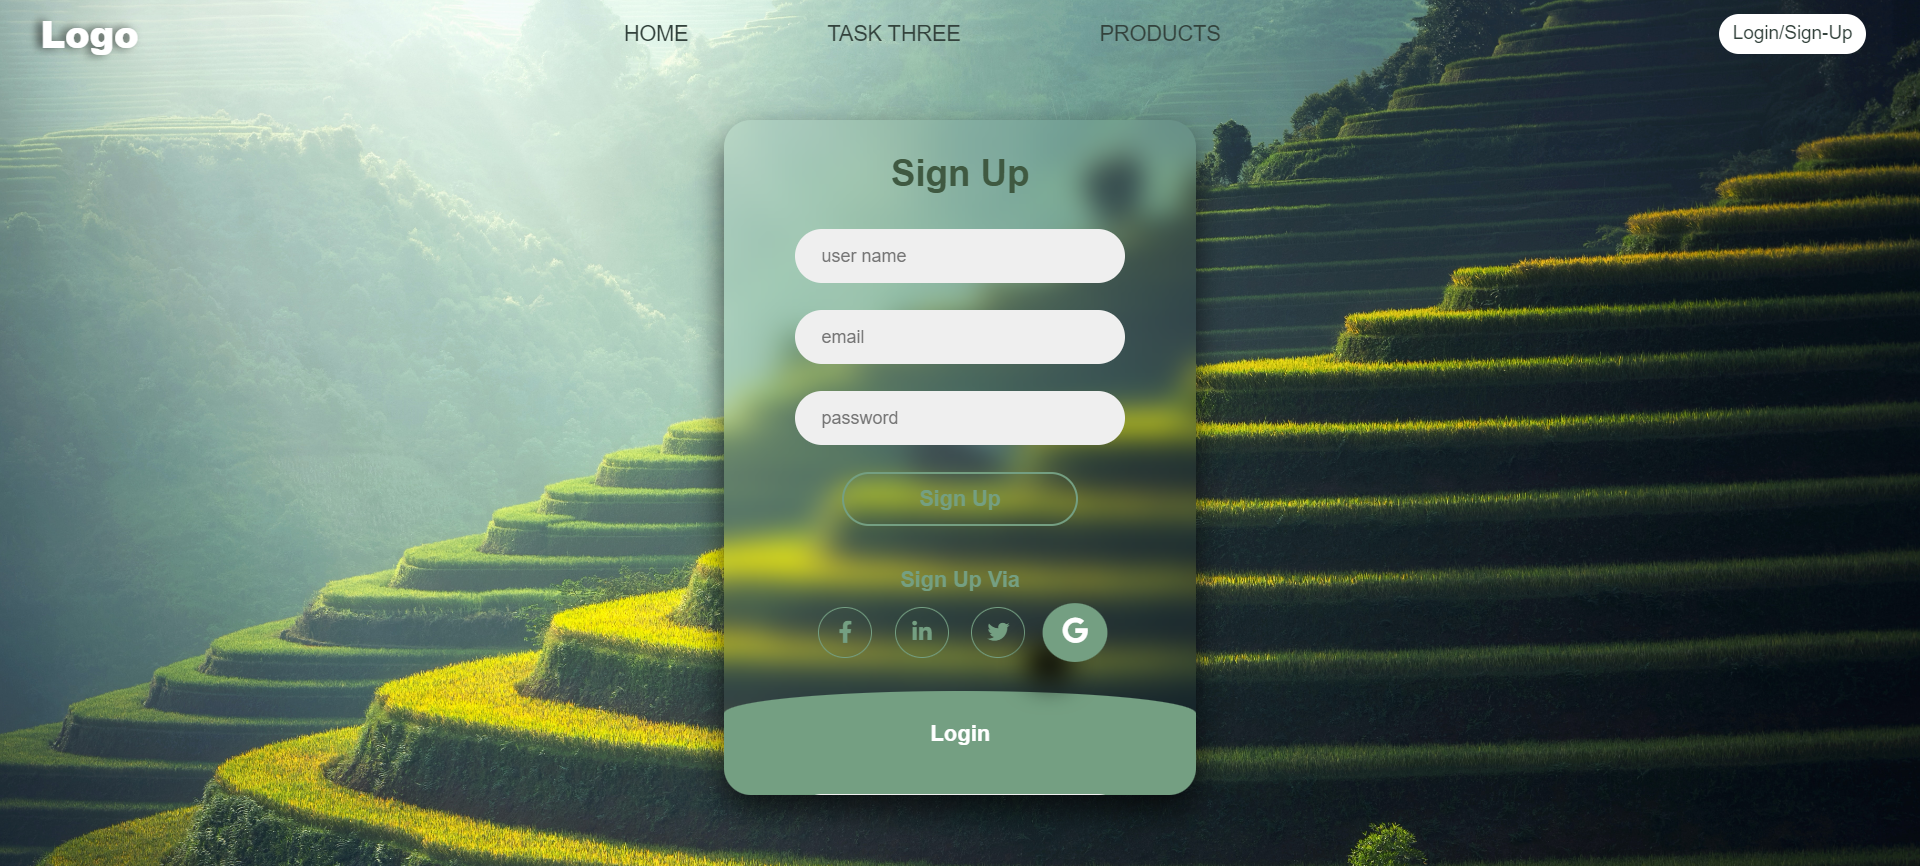 Logo
HOME
TASK THREE
PRODUCTS
Login/Sign-Up
Sign Up
user name
email
password
Sign Up
Sign Up Via
Login